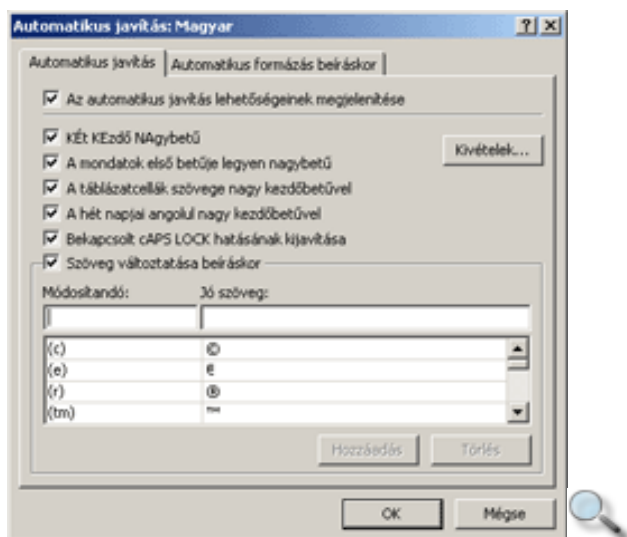 Automatikus javítás: Magyar
Automatikus javítás Automatikus formázás beíráskor
Az automatikus javítás lehetőségeinek megjelenítése
KÉt KEzdő NAgybetű
Kivételek...
A mondatok első betűje legyen nagybetű
A táblázatcellák szövege nagy kezdőbetűvel
A hét napjai angolul nagy kezdőbetűvel
Bekapcsolt cAPS LOCK hatásának kijavítása
Szöveg változtatása beíráskor
Módosítandó: Jó szöveg:
(c) ©
(e) €
(r) ®
(tm) ™
Hozzáadás Törlés
OK Mégse